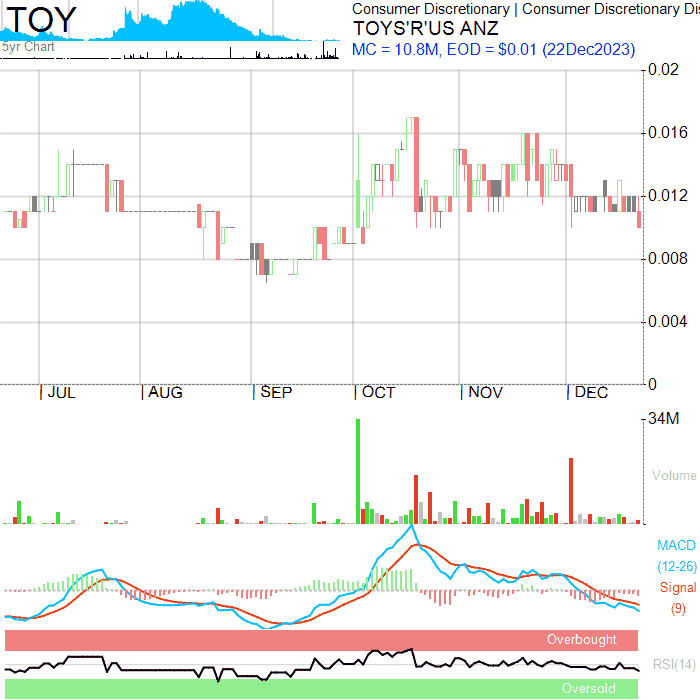 TOY
5yr Chart
Consumer Discretionary | Consumer Discretionary Dis
TOYS'R'US ANZ
MC = 10.8M, EOD = $0.01 (22Dec2023)
0.02
0.016
0.012
0.008
0.004
0
| JUL | AUG | SEP | OCT | NOV | DEC
34M
Volume
MACD
(12-26)
Signal
(9)
Overbought
RSI(14)
Oversold